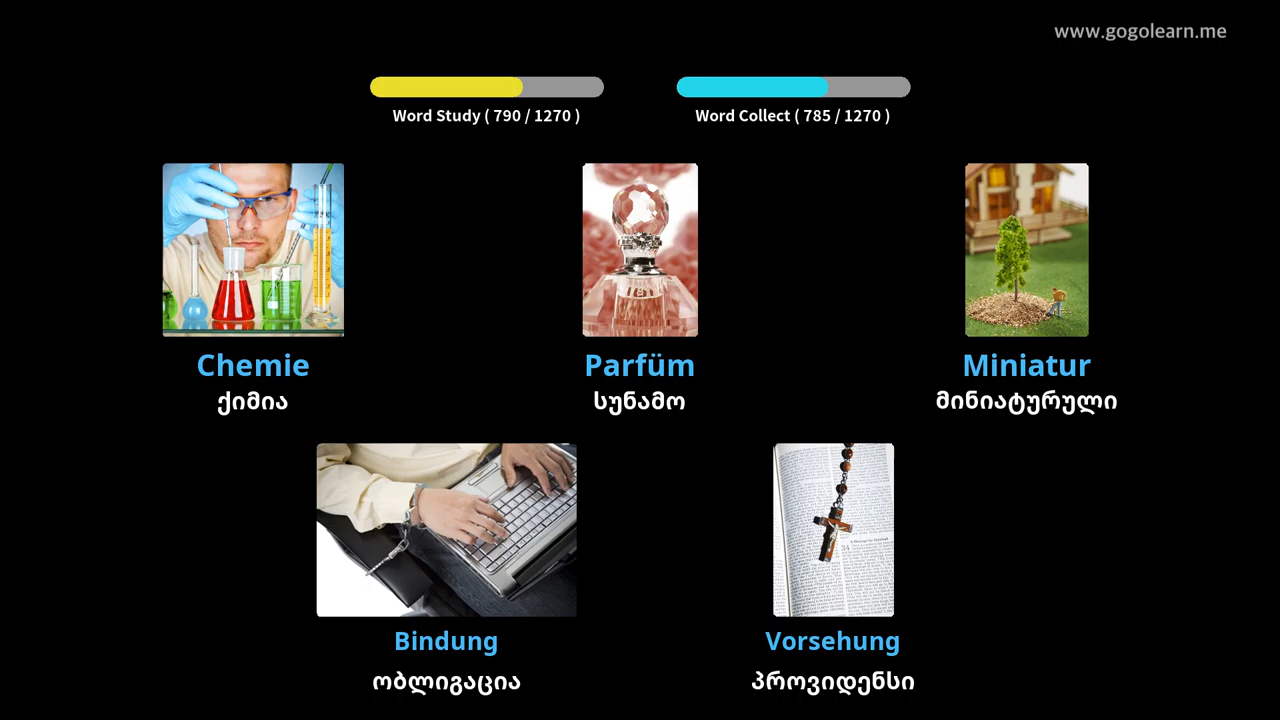 www.gogolearn.me
Word Study ( 790 / 1270 )
Word Collect ( 785 / 1270 )
Chemie
ქიმია
Parfüm
სუნამო
Miniatur
მინიატურული
Bindung
ობლიგაცია
Vorsehung
პროვიდენსი